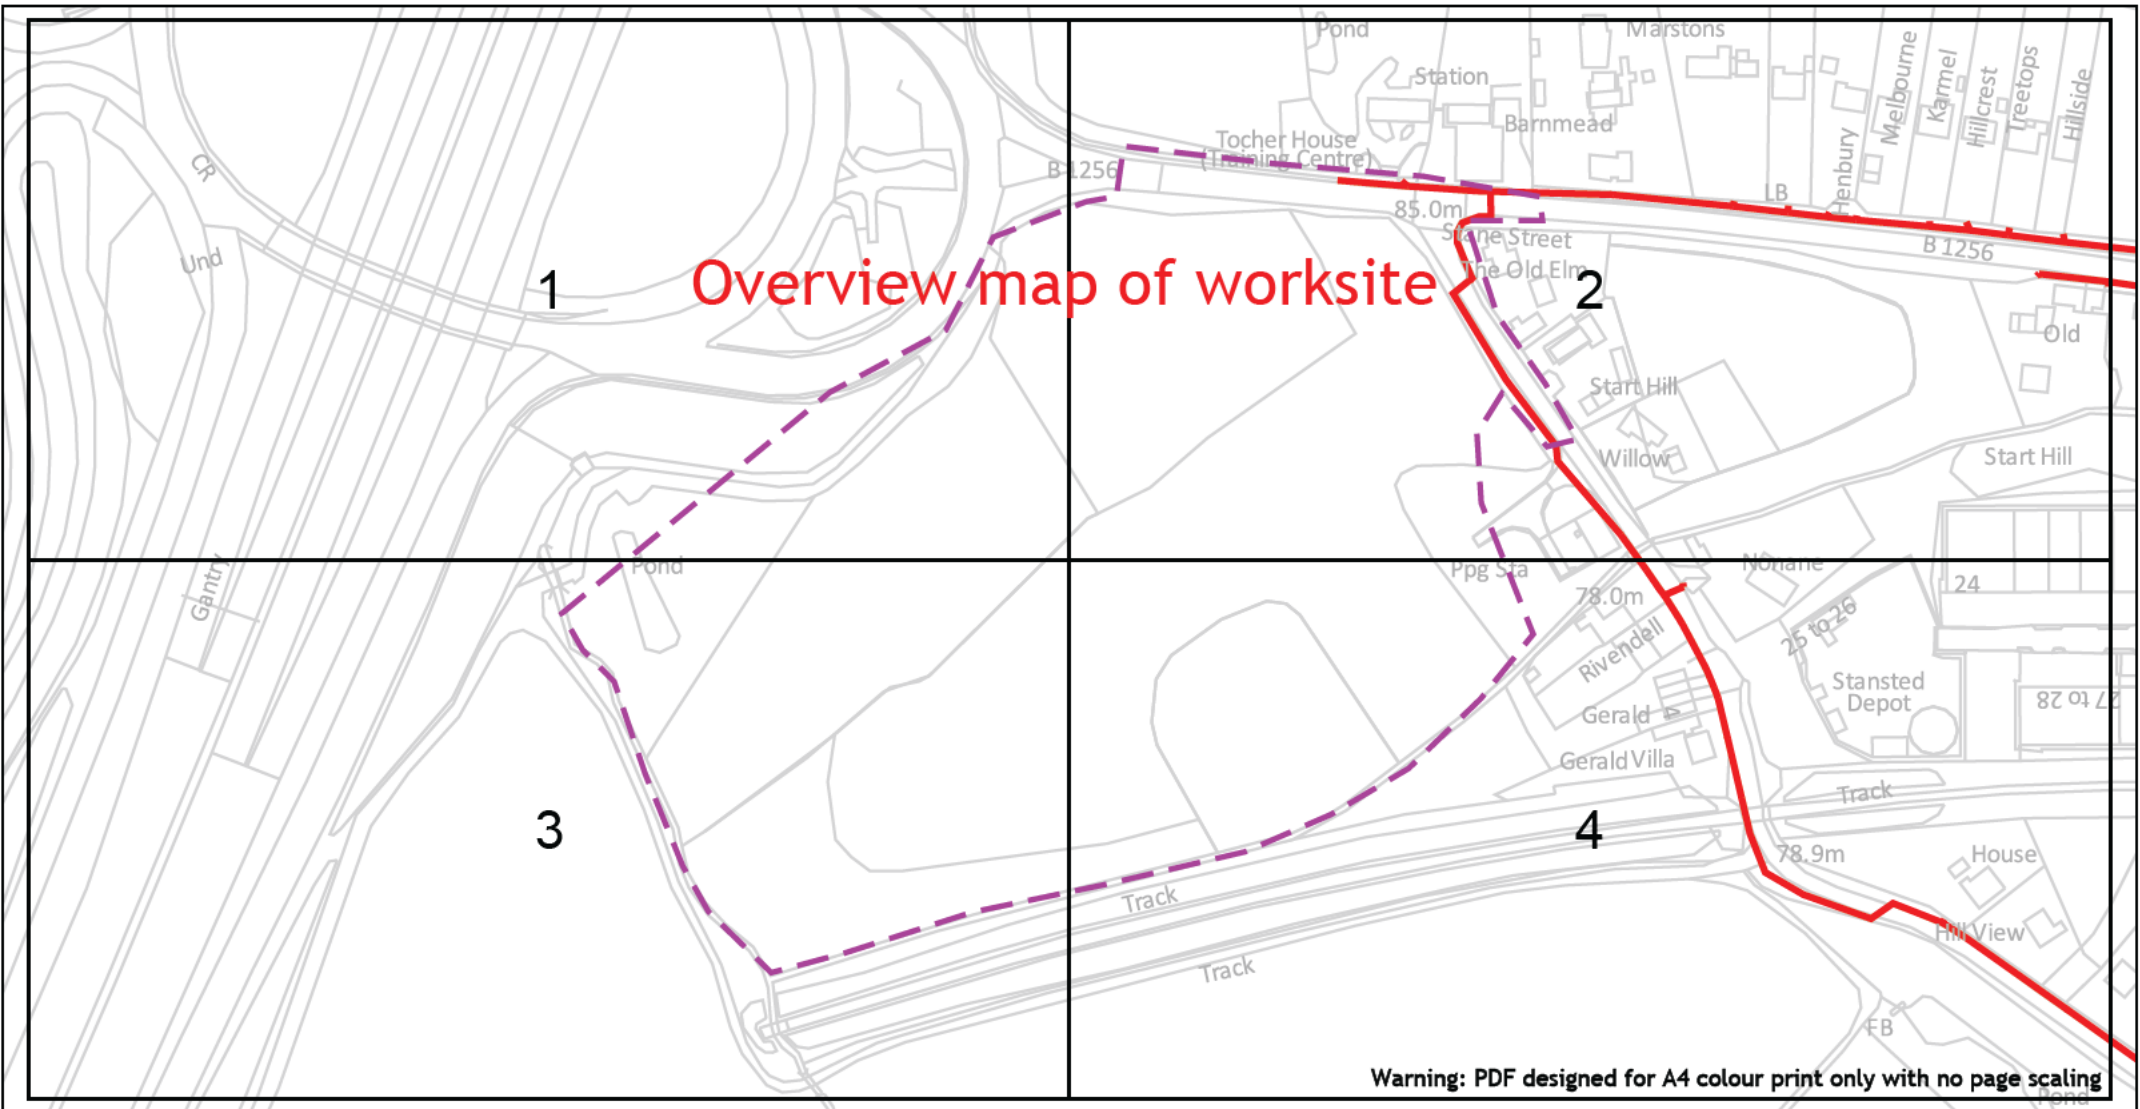 Pond
Marstons
Station
Melbourne
Karmel
Hillcrest
Treetops
Hillside
Barnmead
Tocher House
(Training Centre)
Henbury
CR
B 1256
LB
85.0m
Stane Street
B 1256
Und
The Old Elm
Overview map of worksite
1
2
Old
Start Hill
Willow
Start Hill
Gantry
Pond
Ppg Sta
Nonane
24
78.0m
25 to 26
Rivendell
Stansted
Depot
27 to 28
Gerald
4
Gerald Villa
Track
3
4
78.9m
House
Track
Hill View
Track
FB
Warning: PDF designed for A4 colour print only with no page scaling
Pond